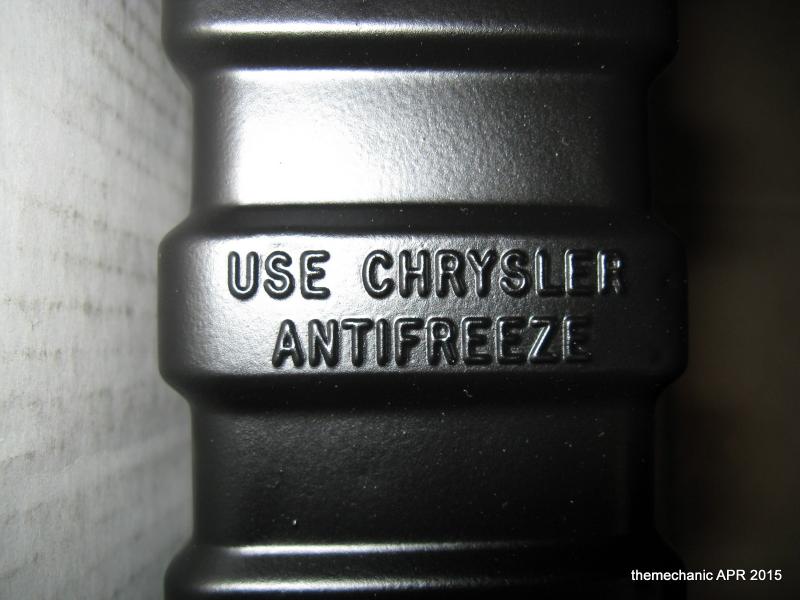 USE CHRYSLER
ANTIFREEZE
themechanic APR 2015